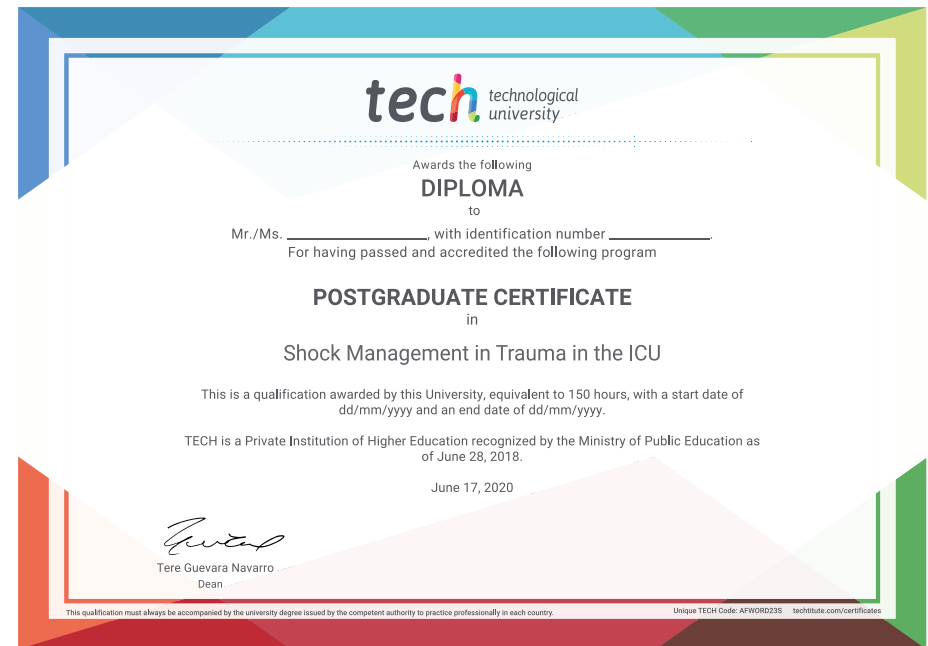 tech technological
university
Awards the following
DIPLOMA
to
Mr./Ms. ____________________, with identification number ______________.
For having passed and accredited the following program
POSTGRADUATE CERTIFICATE
in
Shock Management in Trauma in the ICU
This is a qualification awarded by this University, equivalent to 150 hours, with a start date of
dd/mm/yyyy and an end date of dd/mm/yyyy.
TECH is a Private Institution of Higher Education recognized by the Ministry of Public Education as
of June 28, 2018.
June 17, 2020
Tere Guevara Navarro
Dean
This qualification must always be accompanied by the university degree issued by the competent authority to practice professionally in each country.
Unique TECH Code: AFWORD23S techtitute.com/certificates